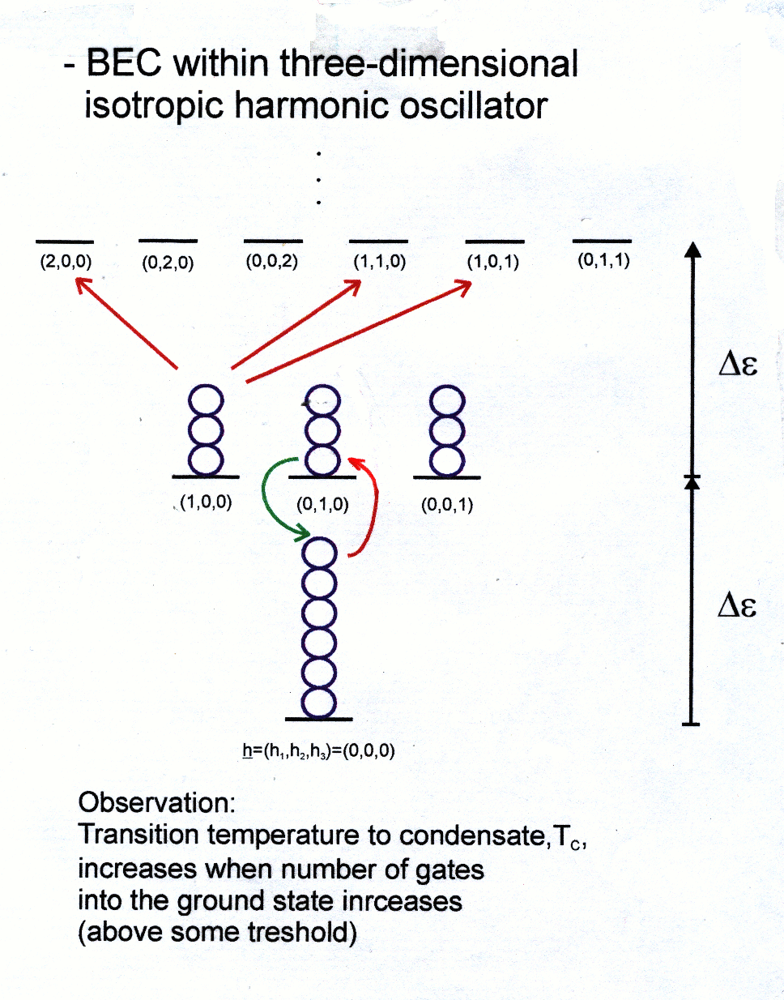 - BEC within three-dimensional
isotropic harmonic oscillator
(2,0,0) (0,2,0) (0,0,2) (1,1,0) (1,0,1) (0,1,1)
Δε
(1,0,0) (0,1,0) (0,0,1)
Δε
h=(h₁,h₂,h₃)=(0,0,0)
Observation:
Transition temperature to condensate,Tc,
increases when number of gates
into the ground state inrceases
(above some treshold)